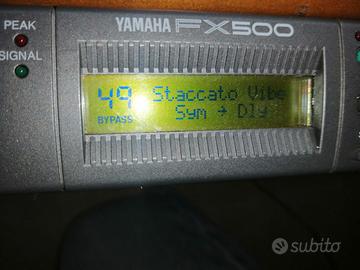 PEAK
SIGNAL
YAMAHA FX500
49 Staccato Vibe
BYPASS Sym → Dly
subito